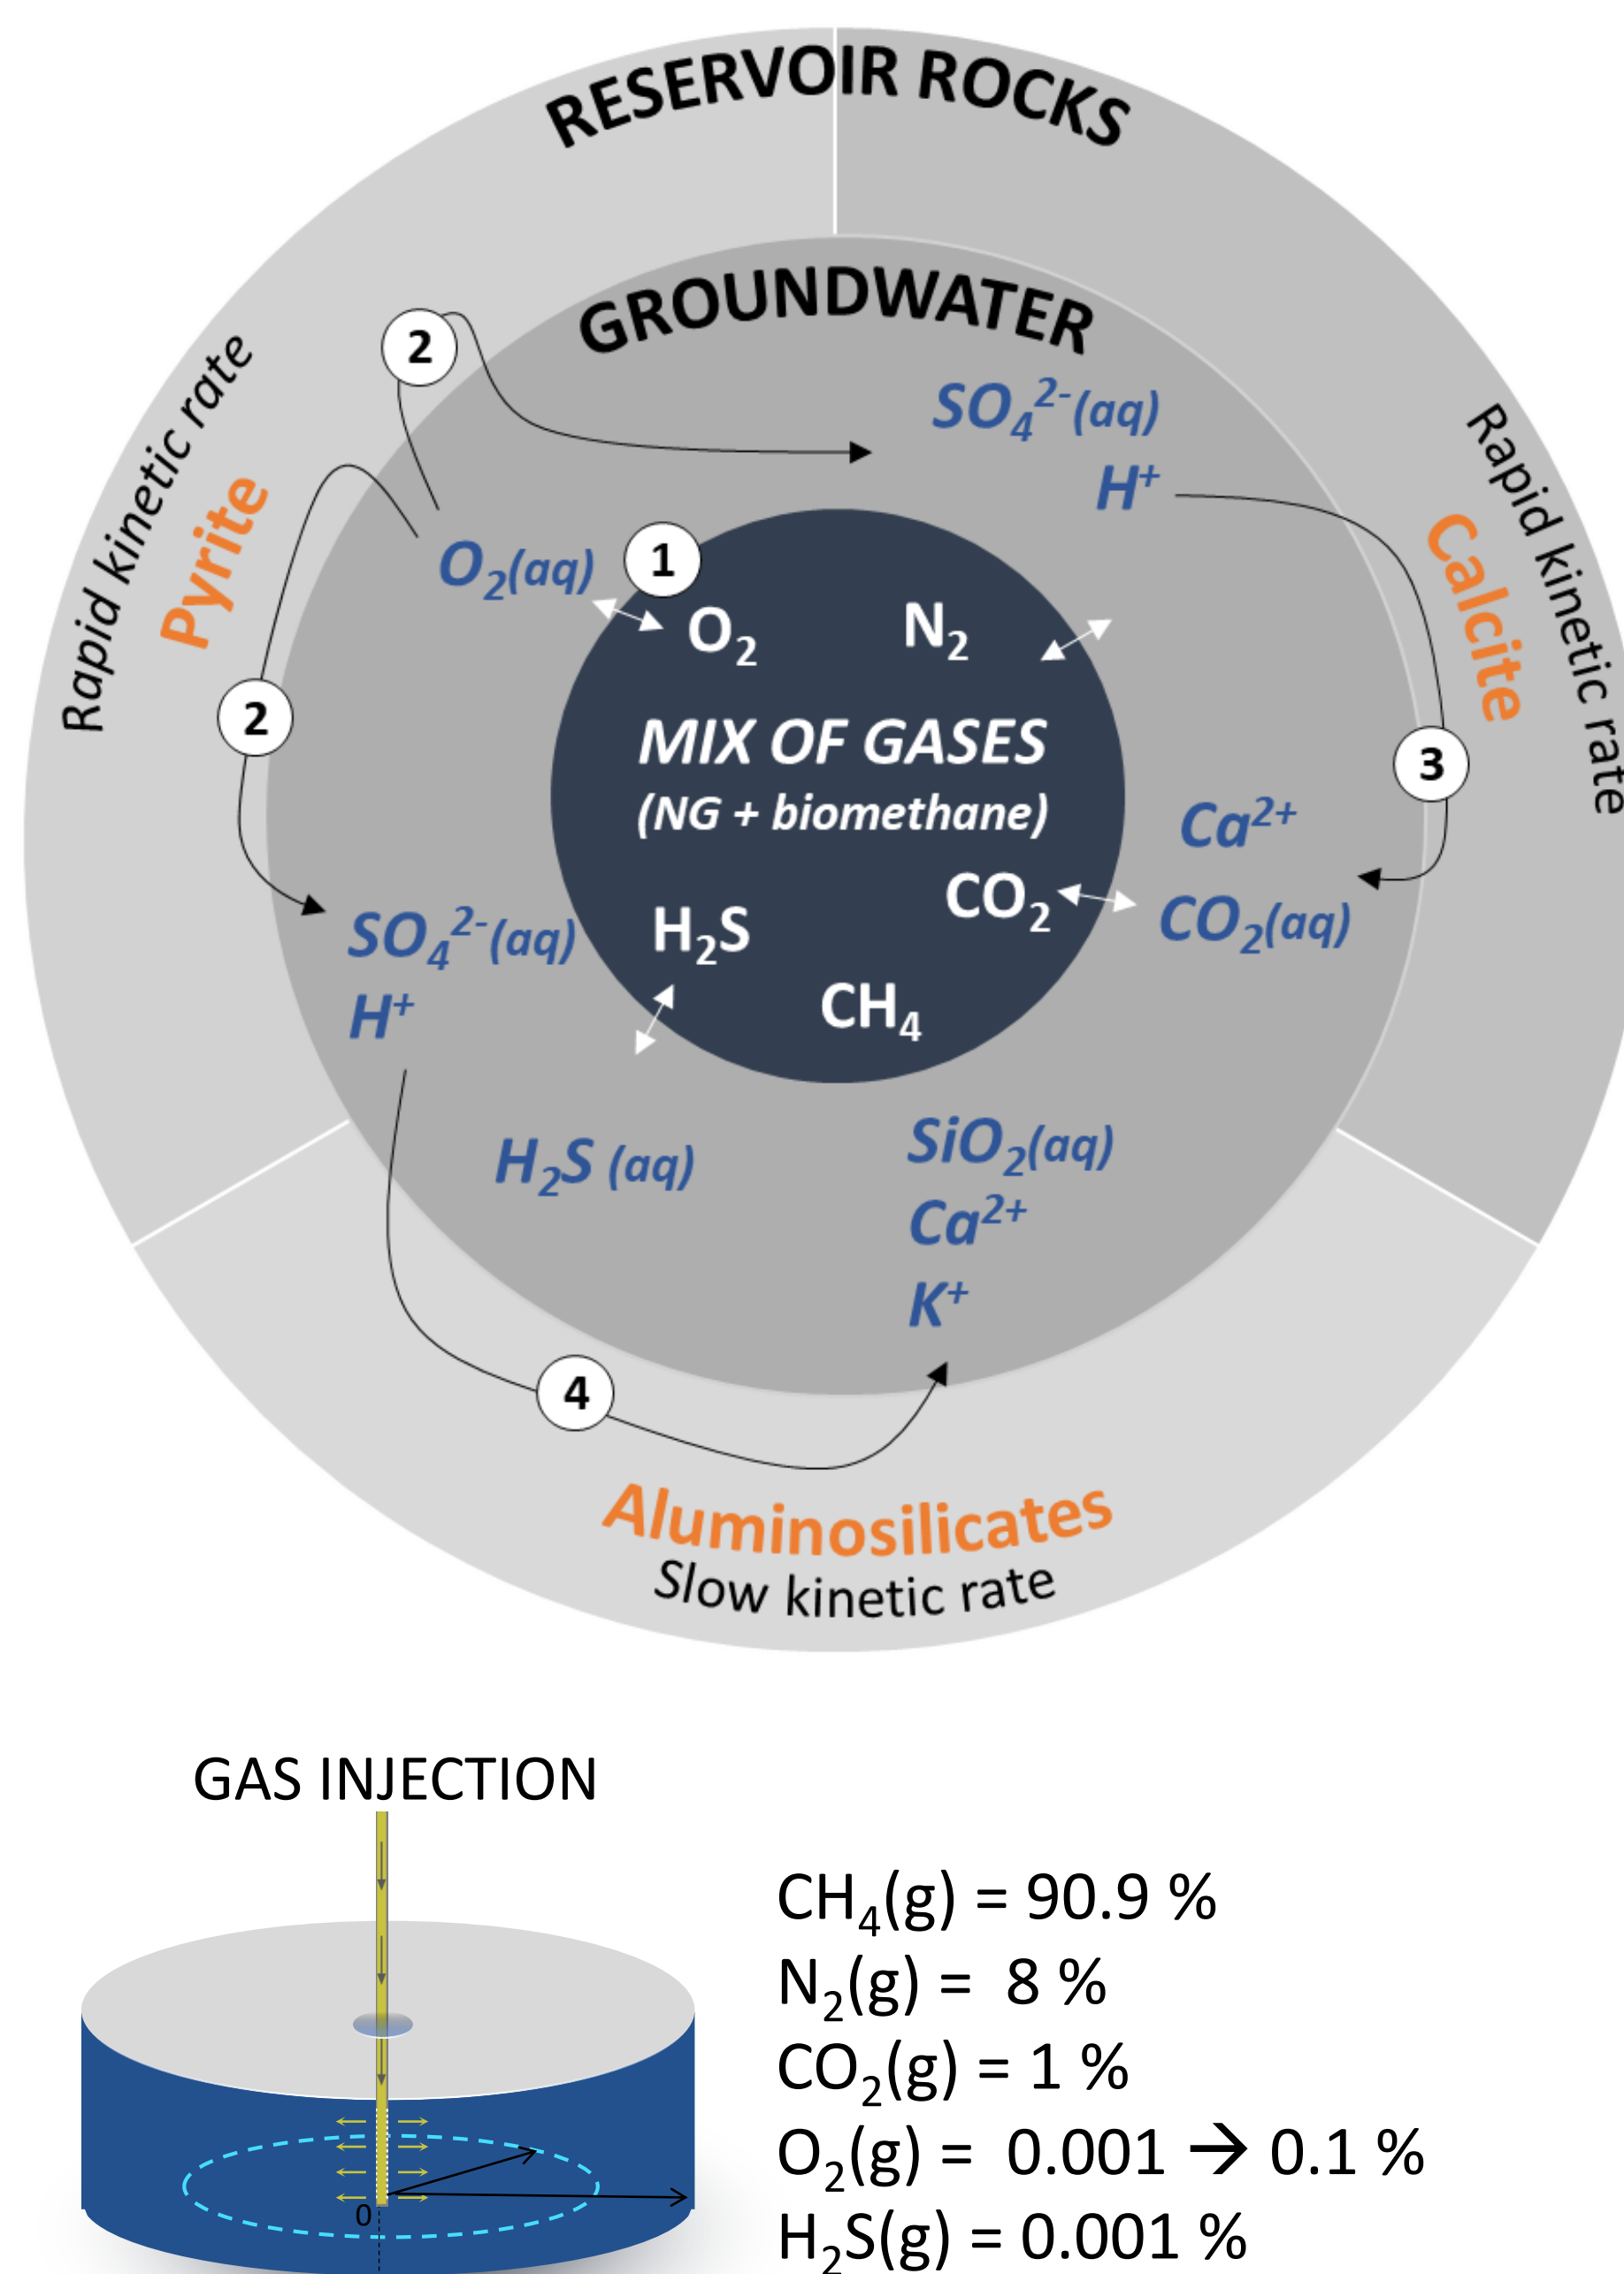 RESERVOIR ROCKS
GROUNDWATER
Rapid kinetic rate
Pyrite
2
SO₄²⁻(aq)
H⁺
Rapid kinetic rate
Calcite
O₂(aq)
1
O₂
N₂
2
MIX OF GASES
(NG + biomethane)
3
Ca²⁺
CO₂
CO₂(aq)
SO₄²⁻(aq)
H⁺
H₂S
CH₄
H₂S (aq)
SiO₂(aq)
Ca²⁺
K⁺
4
Aluminosilicates
Slow kinetic rate
GAS INJECTION
0
CH₄(g) = 90.9 %
N₂(g) = 8 %
CO₂(g) = 1 %
O₂(g) = 0.001 → 0.1 %
H₂S(g) = 0.001 %